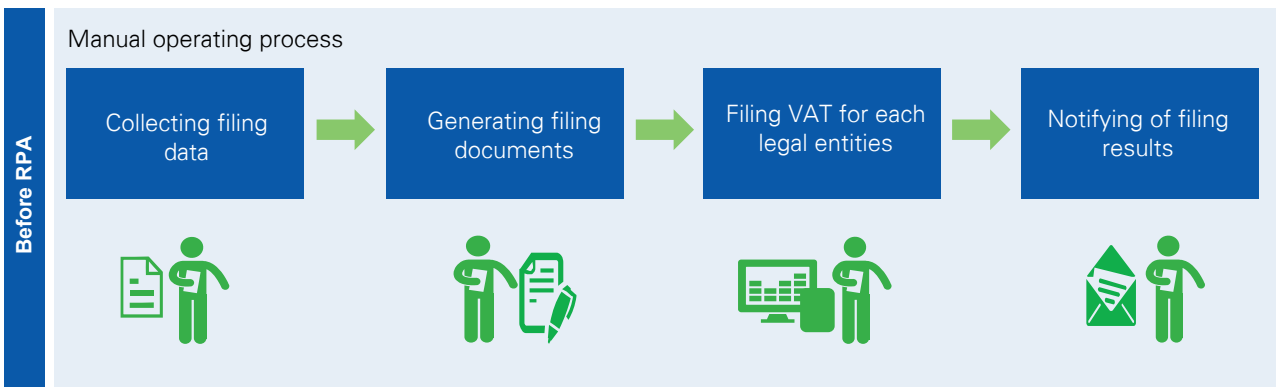 Before RPA
Manual operating process
Collecting filing
data
Generating filing
documents
Filing VAT for each
legal entities
Notifying of filing
results